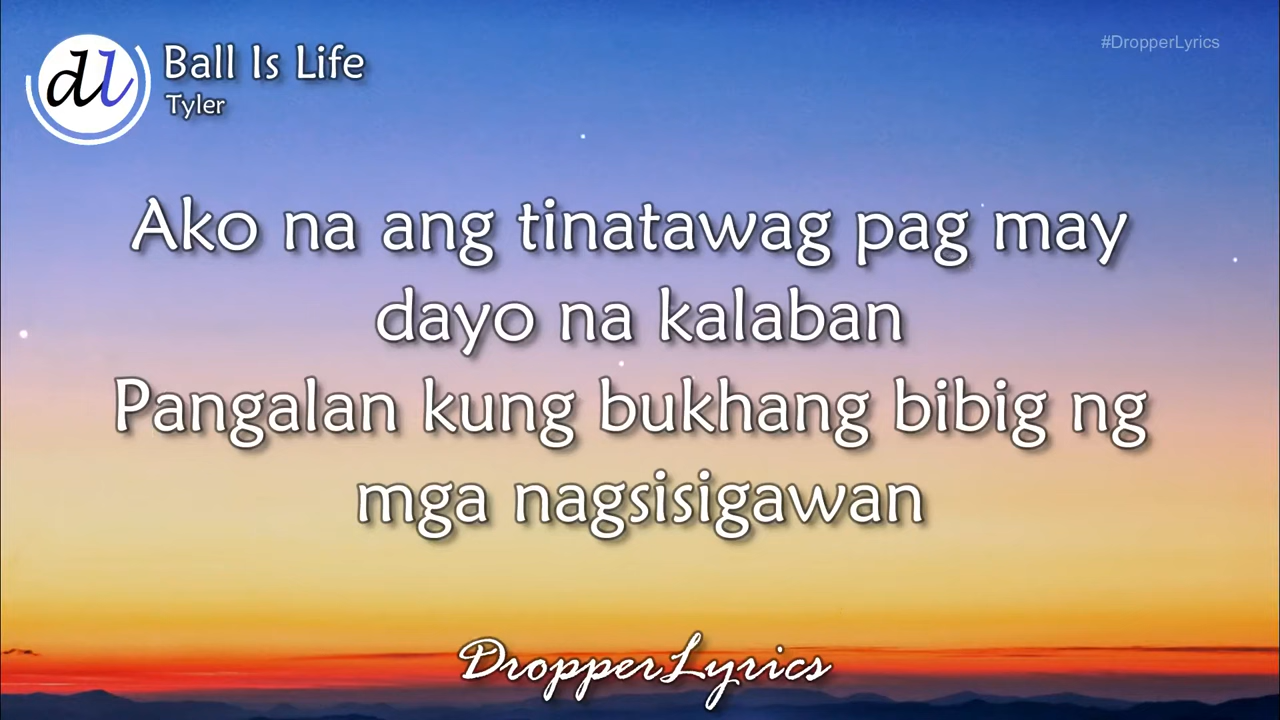 dl
Ball Is Life
Tyler
#DropperLyrics
Ako na ang tinatawag pag may
dayo na kalaban
Pangalan kung bukhang bibig ng
mga nagsisigawan
DropperLyrics